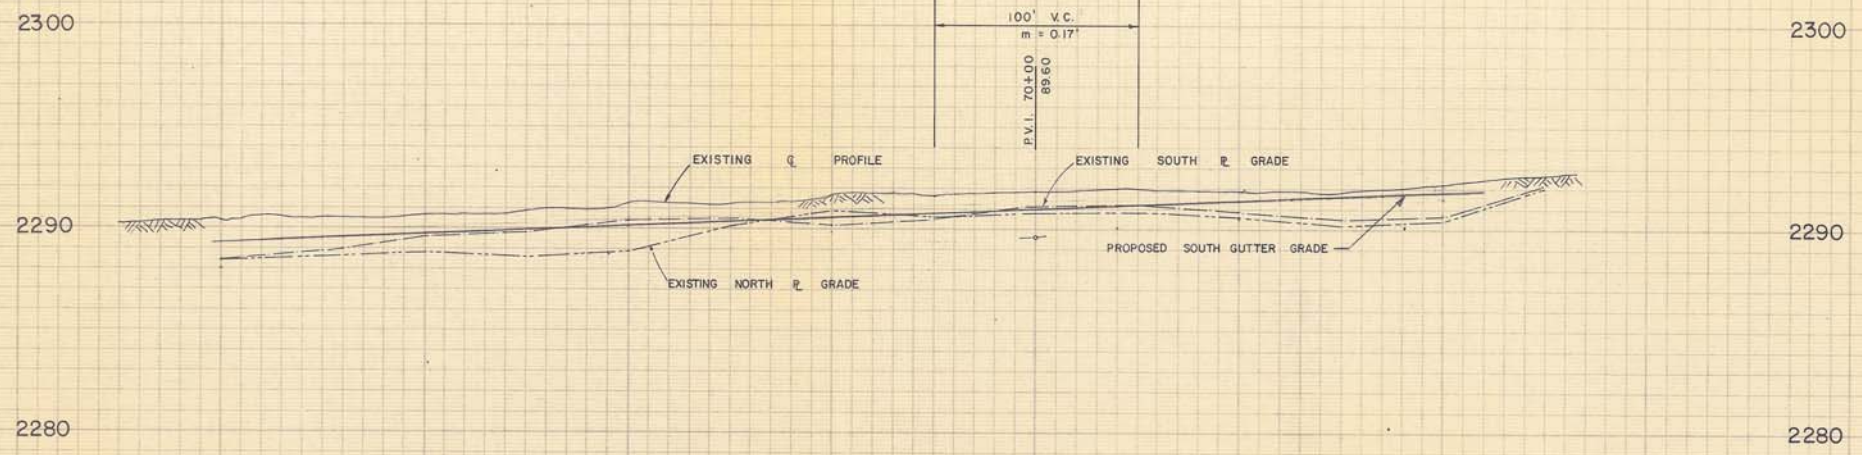 2300
100' V.C.
m = 0.17'
2300
P.V.I. 70+00
89.60
EXISTING ℄ PROFILE
EXISTING SOUTH ⅊ GRADE
2290
2290
PROPOSED SOUTH GUTTER GRADE
EXISTING NORTH ⅊ GRADE
2280
2280